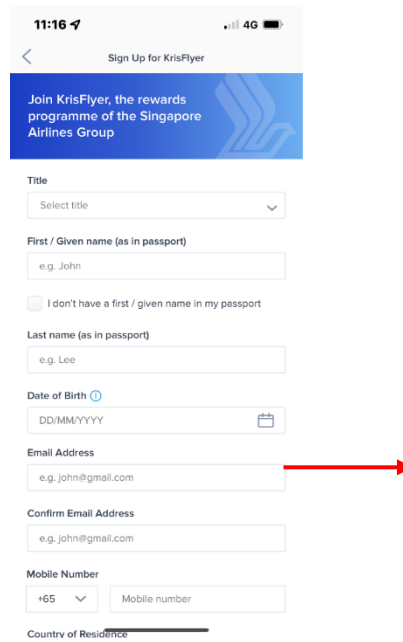 11:16
4G
Sign Up for KrisFlyer
Join KrisFlyer, the rewards
programme of the Singapore
Airlines Group
Title
Select title
First / Given name (as in passport)
e.g. John
I don't have a first / given name in my passport
Last name (as in passport)
e.g. Lee
Date of Birth
DD/MM/YYYY
Email Address
e.g. john@gmail.com
Confirm Email Address
e.g. john@gmail.com
Mobile Number
+65 Mobile number
Country of Residence